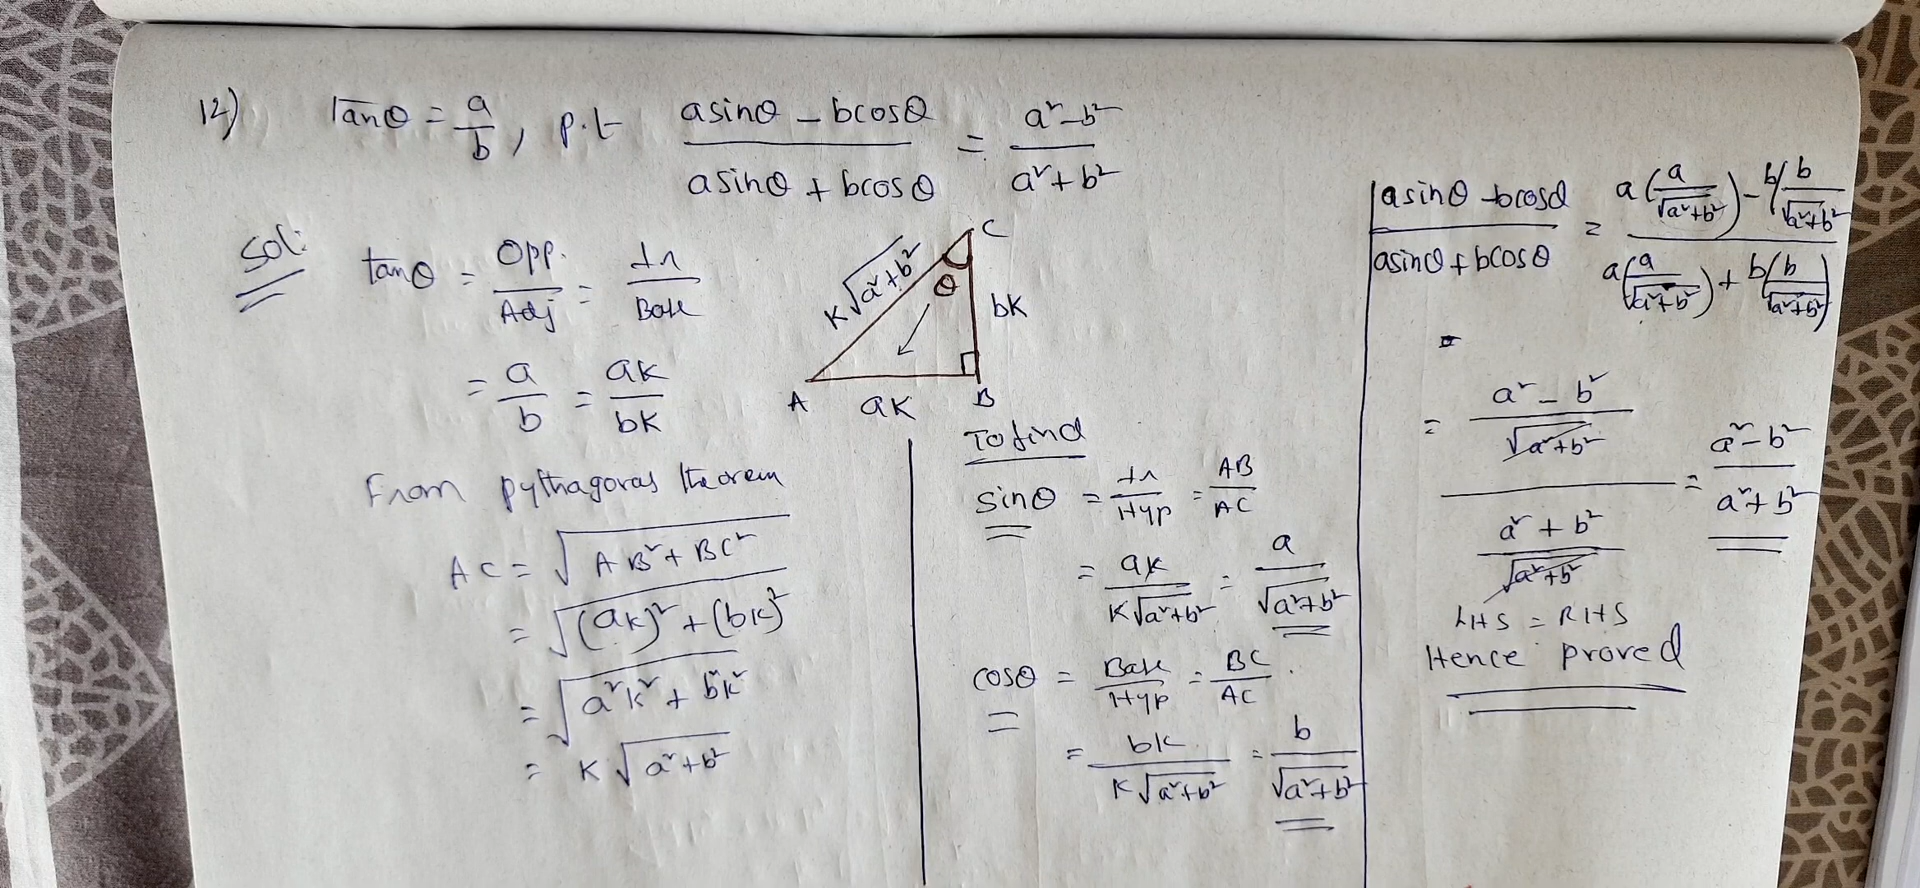 12) Tanθ = a/b, p.t (asinθ - bcosθ)/(asinθ + bcosθ) = (a² - b²)/(a² + b²)
Sol:
tanθ = Opp./Adj = /Base
= a/b = ak/bk
From pythagoras theorem
AC = √(AB² + BC²)
= √((ak)² + (bk)²)
= √(a²k² + b²k²)
= K√(a²+b²)
C
K√(a²+b²)
θ
bK
A
aK
B
To find
sinθ = /Hyp = AB/AC
= ak/(K√(a²+b²)) = a/√(a²+b²)
cosθ = Base/Hyp = BC/AC
= bk/(K√(a²+b²)) = b/√(a²+b²)
(asinθ - bcosθ)/(asinθ + bcosθ) = (a(a/√(a²+b²)) - b(b/√(a²+b²)))/(a(a/√(a²+b²)) + b(b/√(a²+b²)))
=
= ((a² - b²)/√(a²+b²))/((a² + b²)/√(a²+b²)) = (a² - b²)/(a² + b²)
LHS = RHS
Hence proved